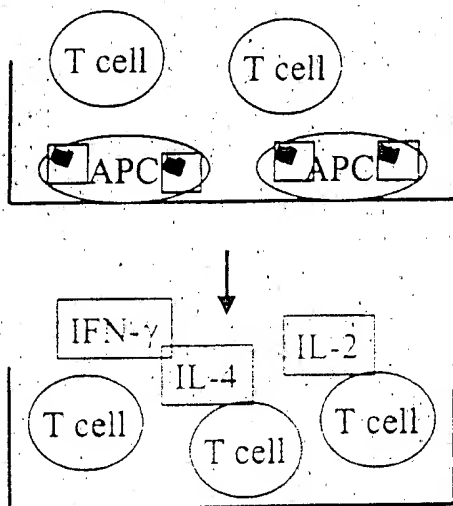 T cell T cell
APC APC
IFN-γ
IL-2
IL-4
T cell T cell
T cell